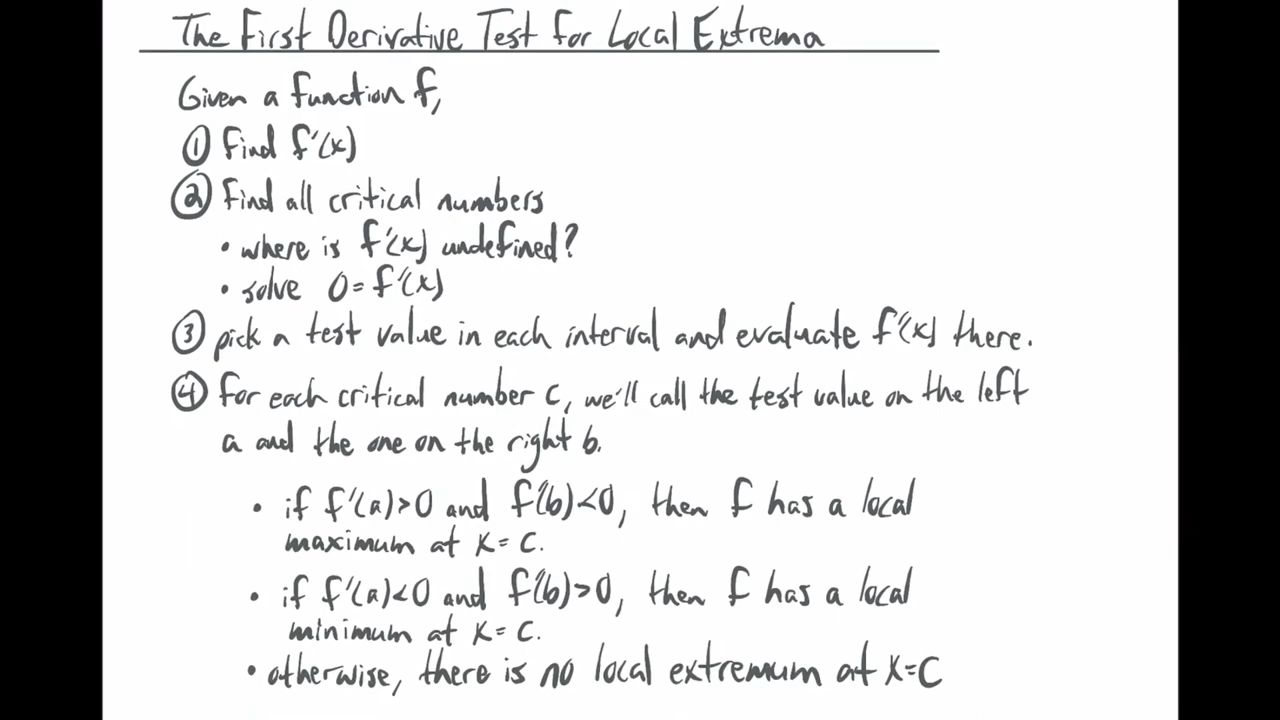 The First Derivative Test for Local Extrema
Given a function f,
① Find f'(x)
② Find all critical numbers
• where is f'(x) undefined?
• solve 0=f'(x)
③ pick a test value in each interval and evaluate f'(x) there.
④ For each critical number c, we'll call the test value on the left
a and the one on the right b.
• if f'(a)>0 and f'(b)<0, then f has a local
maximum at x=c.
• if f'(a)<0 and f'(b)>0, then f has a local
minimum at x=c.
• otherwise, there is no local extremum at x=c